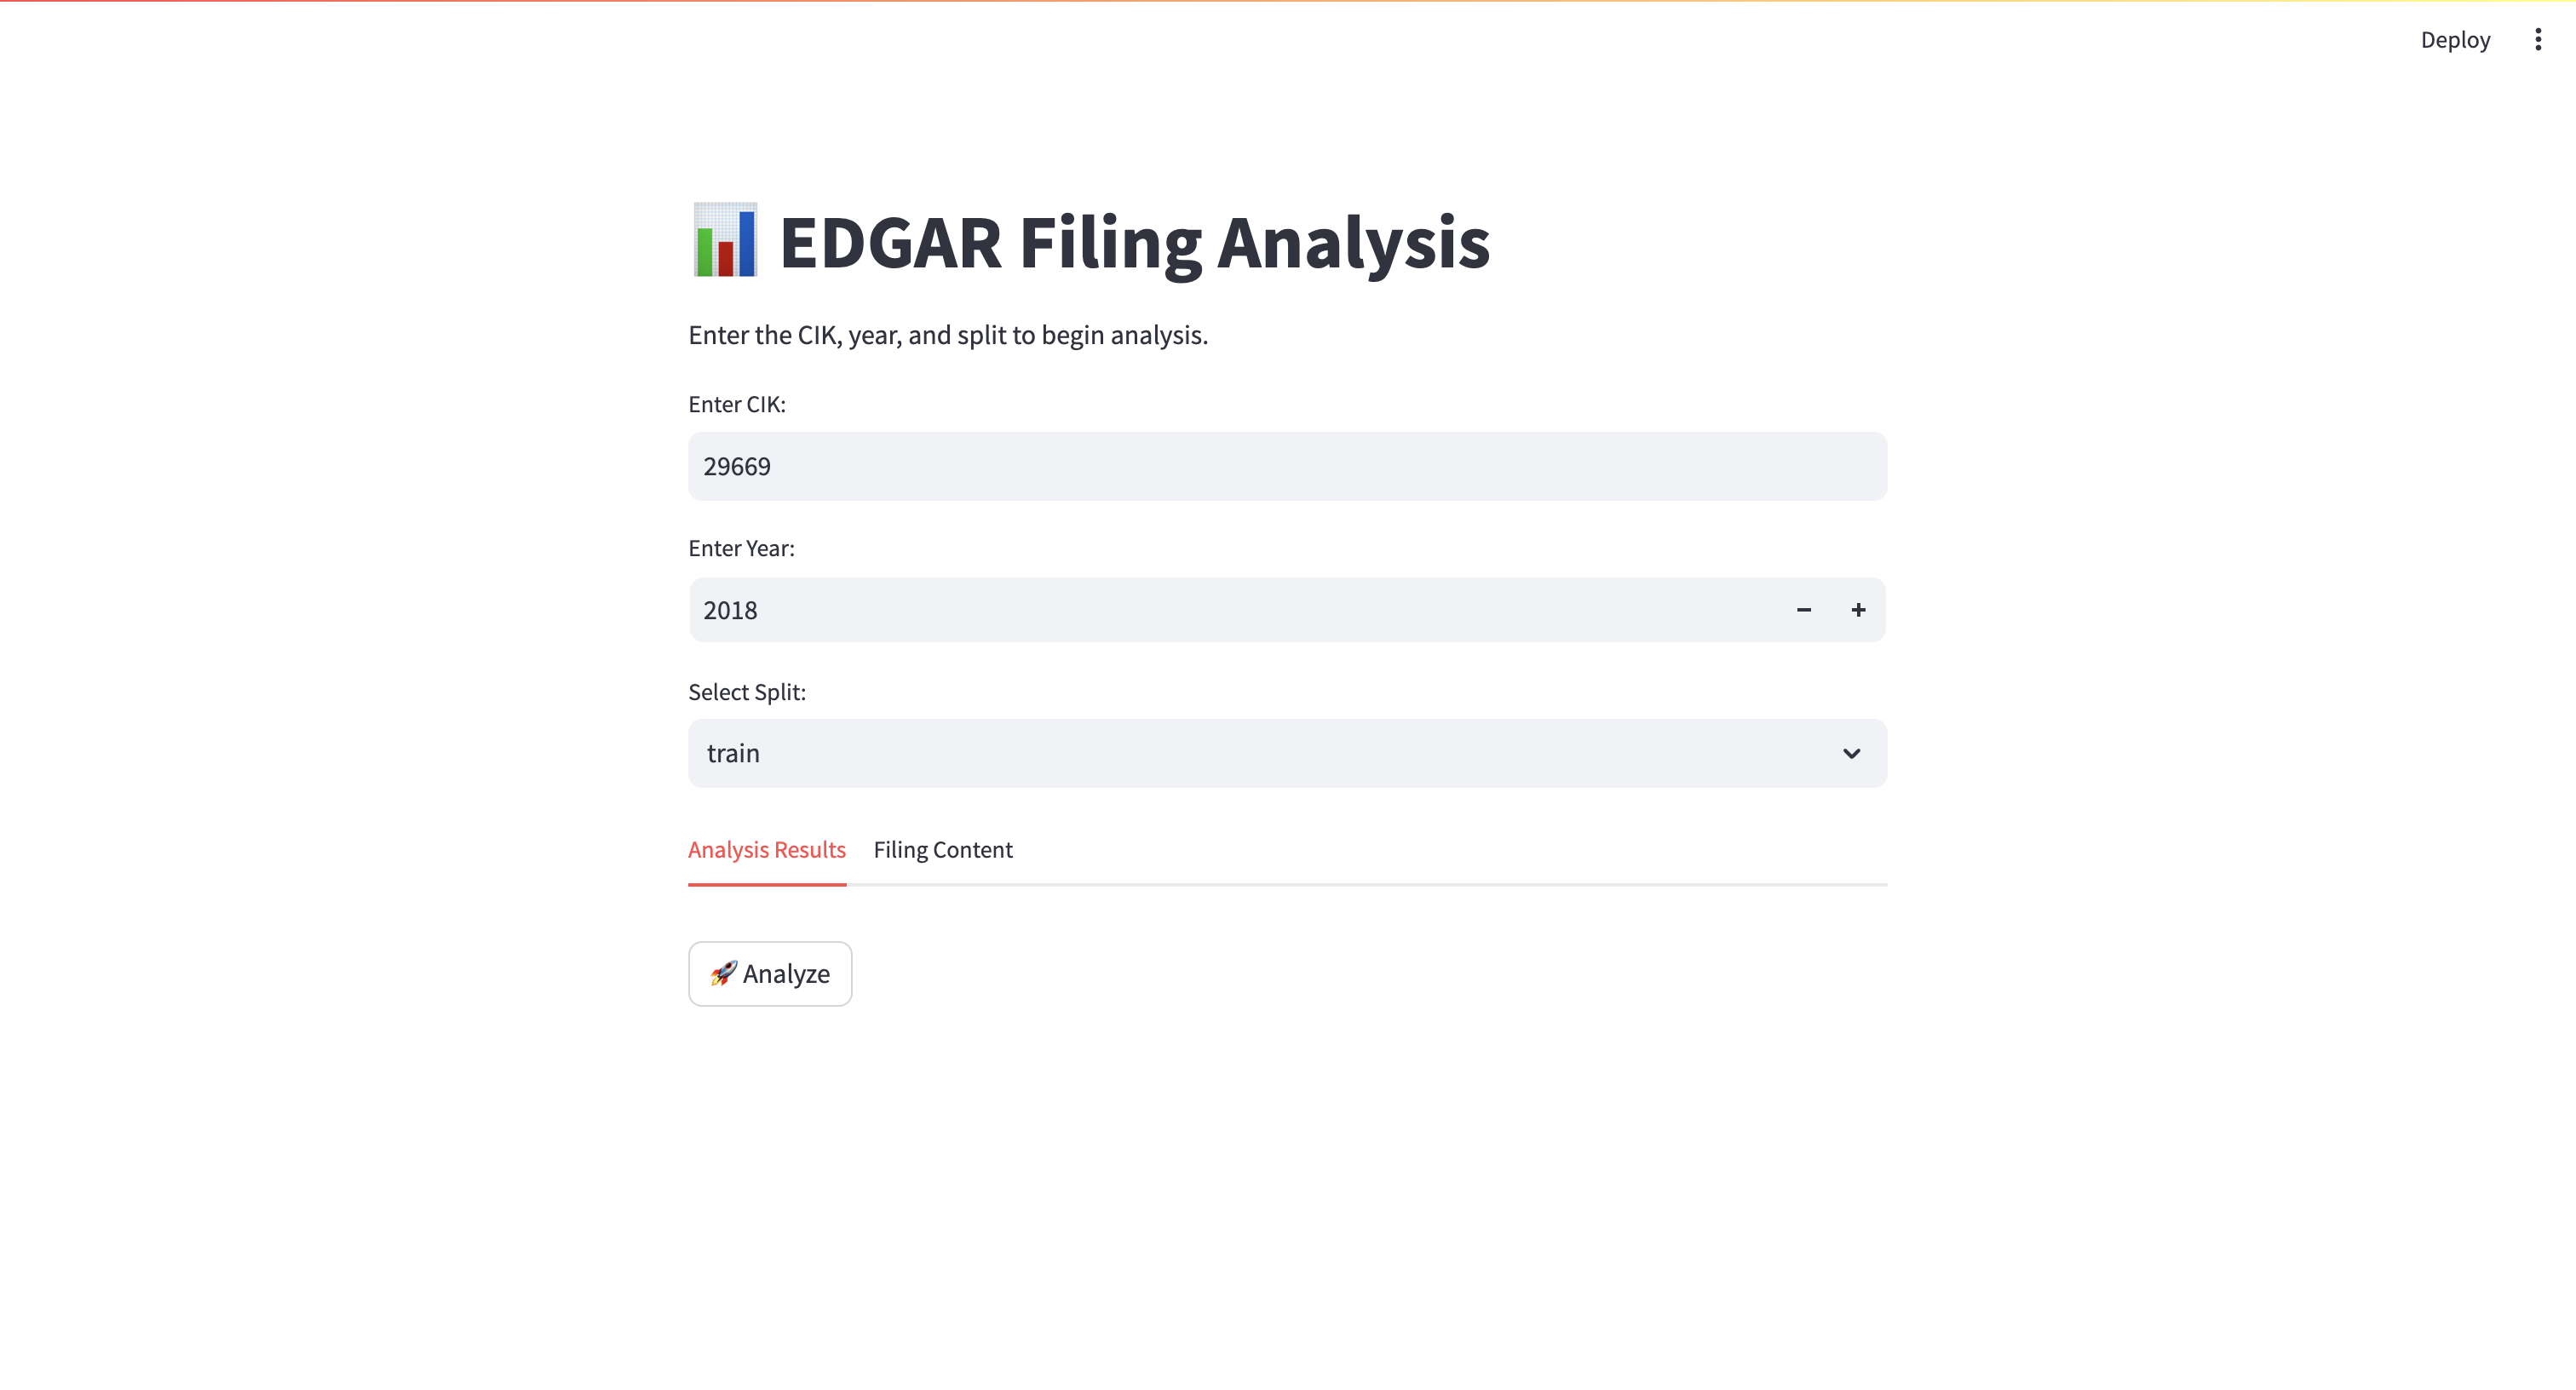 Deploy
EDGAR Filing Analysis
Enter the CIK, year, and split to begin analysis.
Enter CIK:
29669
Enter Year:
2018
Select Split:
train
Analysis Results Filing Content
🚀 Analyze